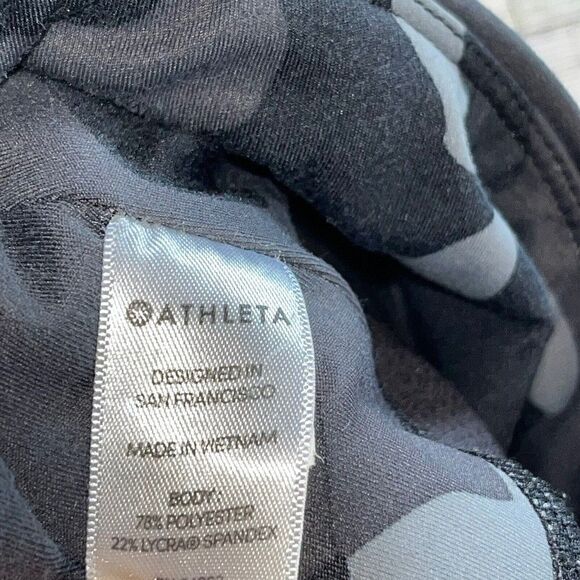 ATHLETA
DESIGNED IN
SAN FRANCISCO
MADE IN VIETNAM
BODY:
78% POLYESTER
22% LYCRA® SPANDEX